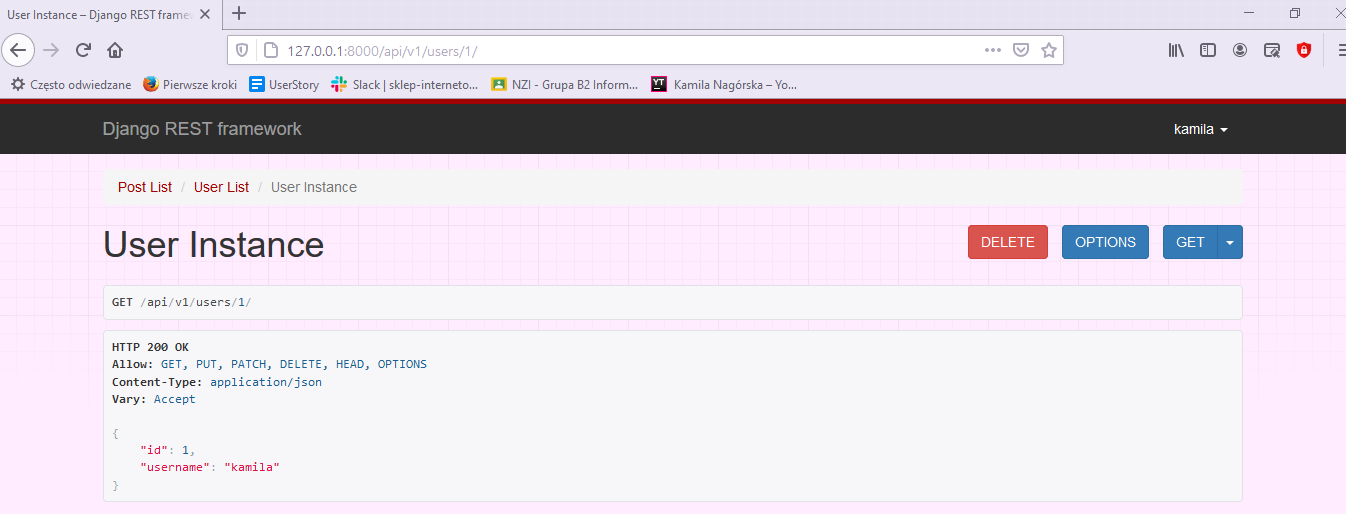 User Instance – Django REST frame
127.0.0.1:8000/api/v1/users/1/
Często odwiedzane Pierwsze kroki UserStory Slack | sklep-interneto... NZI - Grupa B2 Inform... YT Kamila Nagórska – Yo...
Django REST framework kamila
Post List / User List / User Instance
User Instance DELETE OPTIONS GET
GET /api/v1/users/1/
HTTP 200 OK
Allow: GET, PUT, PATCH, DELETE, HEAD, OPTIONS
Content-Type: application/json
Vary: Accept
{
    "id": 1,
    "username": "kamila"
}